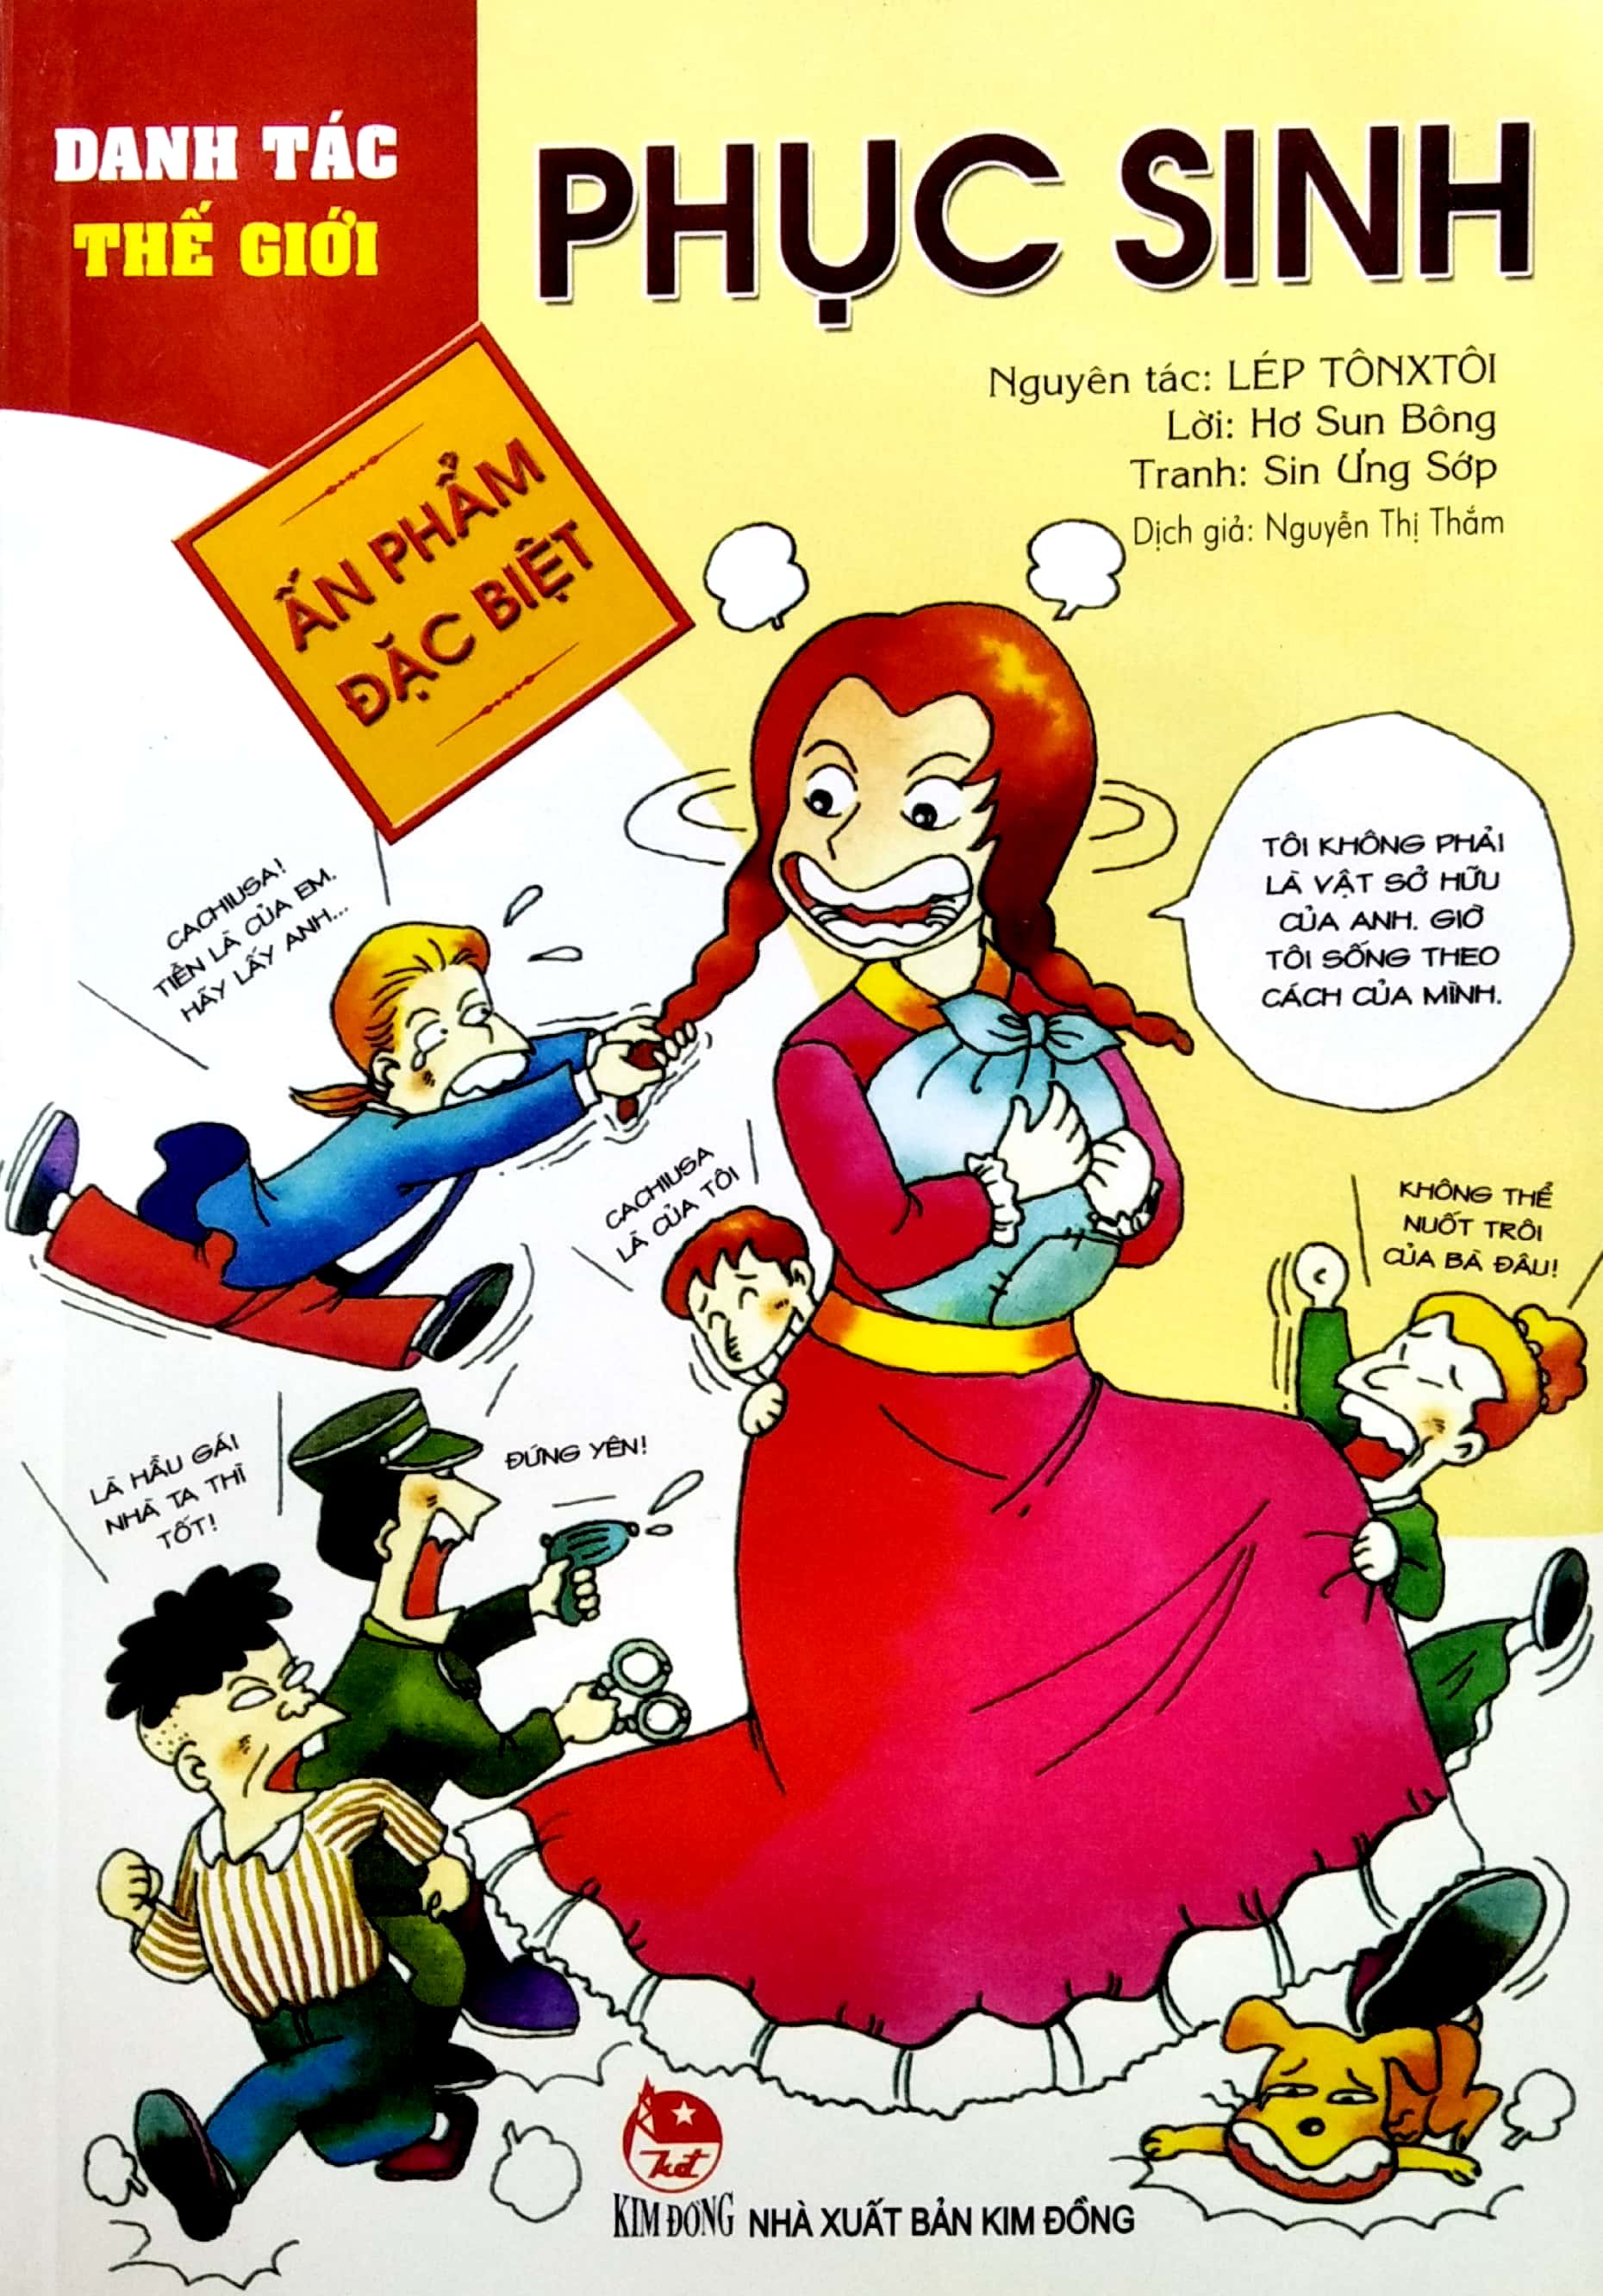 DANH TÁC
THẾ GIỚI
PHỤC SINH
Nguyên tác: LÉP TÔNXTÔI
Lời: Hơ Sun Bông
Tranh: Sin Ưng Sớp
Dịch giả: Nguyễn Thị Thắm
ẤN PHẨM
ĐẶC BIỆT
TÔI KHÔNG PHẢI
LÀ VẬT SỞ HỮU
CỦA ANH. GIỜ
TÔI SỐNG THEO
CÁCH CỦA MÌNH.
CACHIUSA!
TIỀN LÀ CỦA EM.
HÃY LẤY ANH...
CACHIUSA
LÀ CỦA TÔI
KHÔNG THỂ
NUỐT TRÔI
CỦA BÀ ĐÂU!
LÀ HẦU GÁI
NHÀ TA THÌ
TỐT!
ĐỨNG YÊN!
Kđ
KIM ĐỒNG NHÀ XUẤT BẢN KIM ĐỒNG